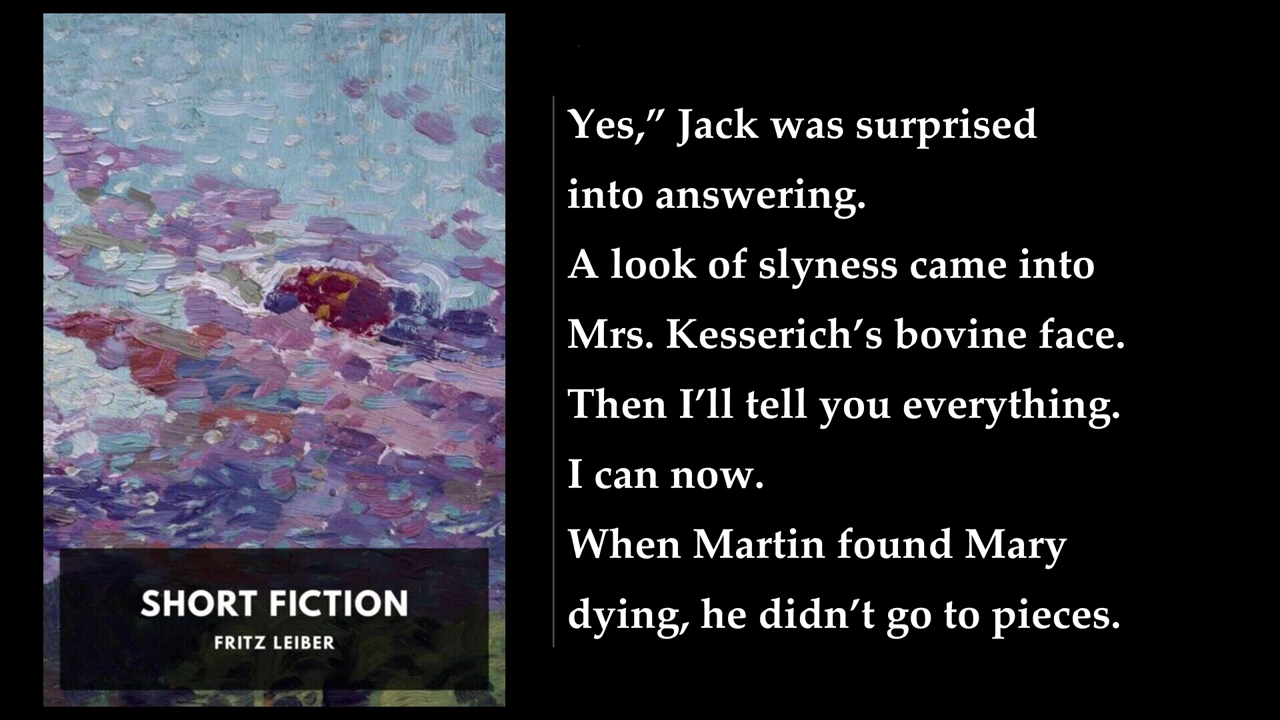 SHORT FICTION
FRITZ LEIBER
Yes,” Jack was surprised
into answering.
A look of slyness came into
Mrs. Kesserich’s bovine face.
Then I’ll tell you everything.
I can now.
When Martin found Mary
dying, he didn’t go to pieces.